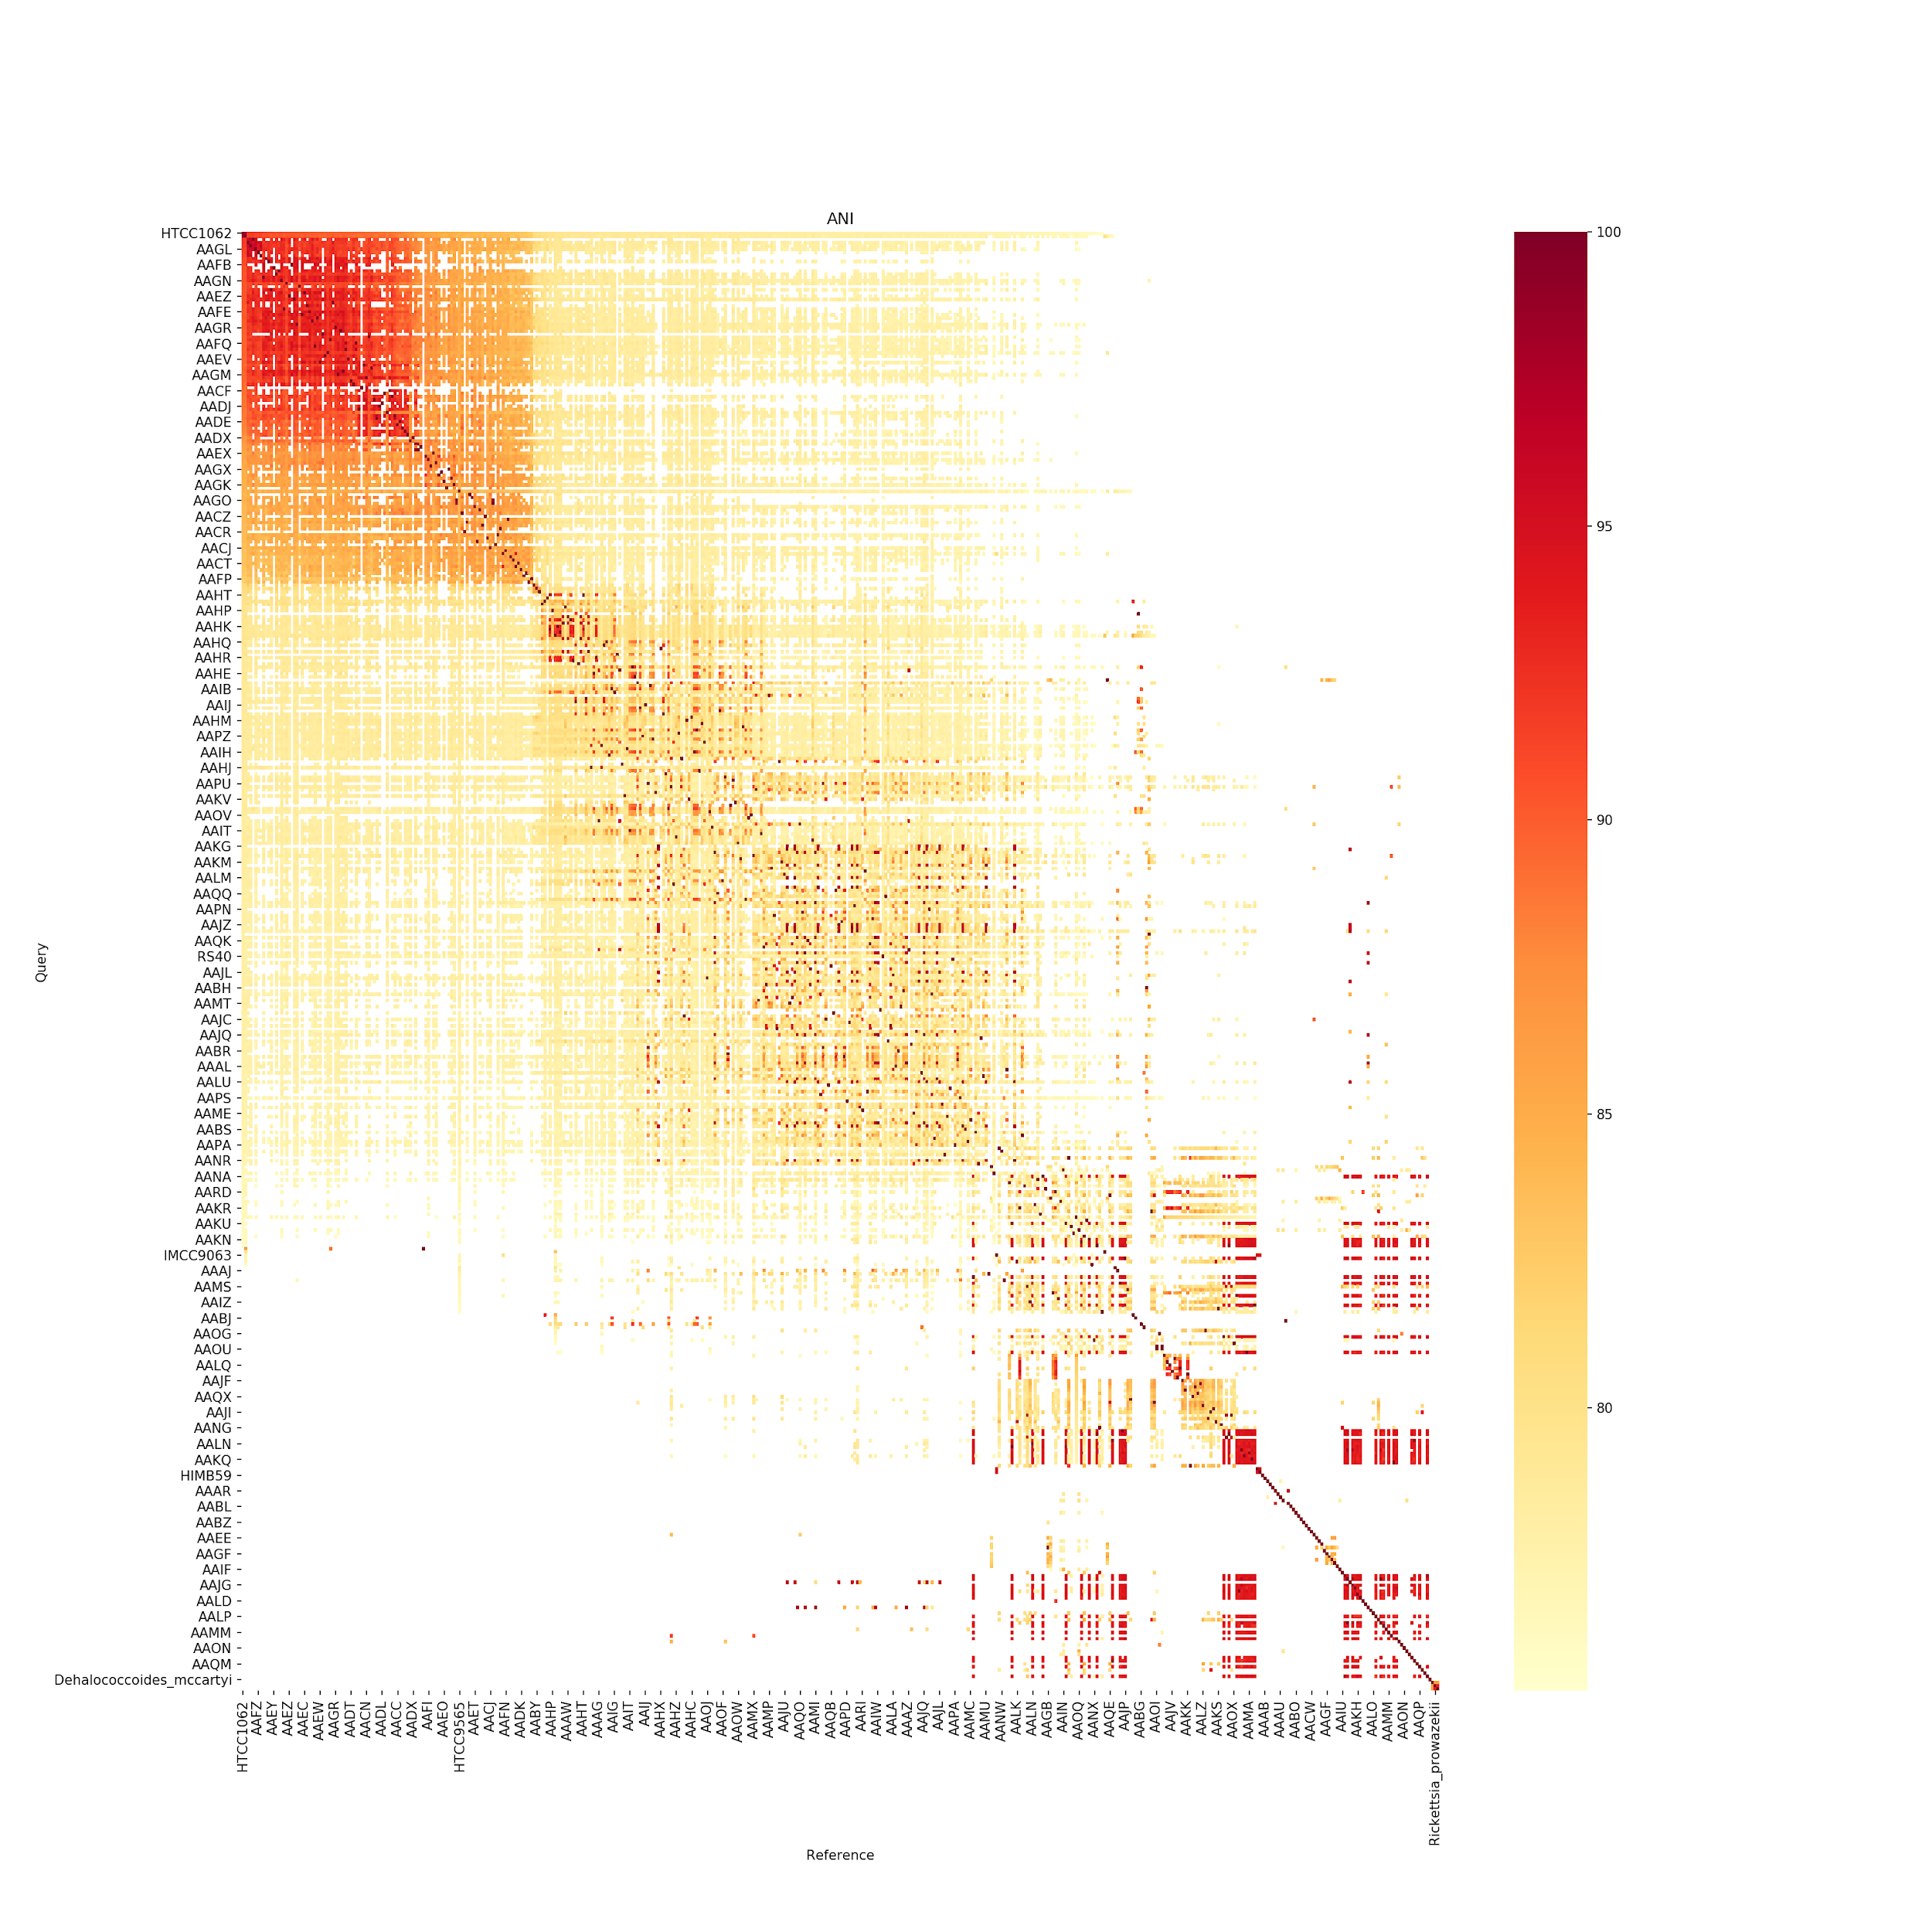 ANI
HTCC1062
AAGL
AAFB
AAGN
AAEZ
AAFE
AAGR
AAFQ
AAEV
AAGM
AACF
AADJ
AADE
AADX
AAEX
AAGX
AAGK
AAGO
AACZ
AACR
AACJ
AACT
AAFP
AAHT
AAHP
AAHK
AAHQ
AAHR
AAHE
AAIB
AAIJ
AAHM
AAPZ
AAIH
AAHJ
AAPU
AAKV
AAOV
AAIT
AAKG
AAKM
AALM
AAQQ
AAPN
AAJZ
AAQK
RS40
AAJL
AABH
AAMT
AAJC
AAJQ
AABR
AAAL
AALU
AAPS
AAME
AABS
AAPA
AANR
AANA
AARD
AAKR
AAKU
AAKN
IMCC9063
AAAJ
AAMS
AAIZ
AABJ
AAOG
AAOU
AALQ
AAJF
AAQX
AAJI
AANG
AALN
AAKQ
HIMB59
AAAR
AABL
AABZ
AAEE
AAGF
AAIF
AAJG
AALD
AALP
AAMM
AAON
AAQM
Dehalococcoides_mccartyi
Query
HTCC1062
AAFZ
AAEY
AAEZ
AAEC
AAEW
AAGR
AADT
AACN
AADL
AACC
AADX
AAFI
AAEO
HTCC9565
AAET
AACJ
AAFN
AADK
AABY
AAHP
AAAW
AAHT
AAAG
AAIG
AAIT
AAIJ
AAHX
AAHZ
AAHC
AAOJ
AAOF
AAOW
AAMX
AAMP
AAJU
AAQO
AAMI
AAQB
AAPD
AARI
AAIW
AALA
AAAZ
AAJQ
AAJL
AAPA
AAMC
AAMU
AANW
AALK
AALN
AAGB
AAIN
AAOQ
AANX
AAQE
AAJP
AABG
AAOI
AAJV
AAKK
AALZ
AAKS
AAOX
AAMA
AAAB
AAAU
AABO
AACW
AAGF
AAIU
AAKH
AALO
AAMM
AAON
AAQP
Rickettsia_prowazekii
Reference
100
95
90
85
80